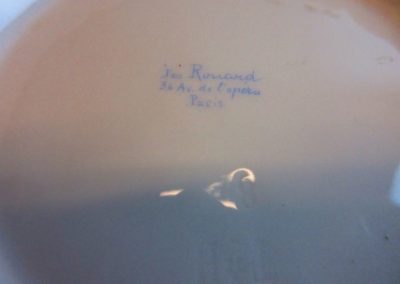 Rouard
34 Av. de l'opéra
Paris